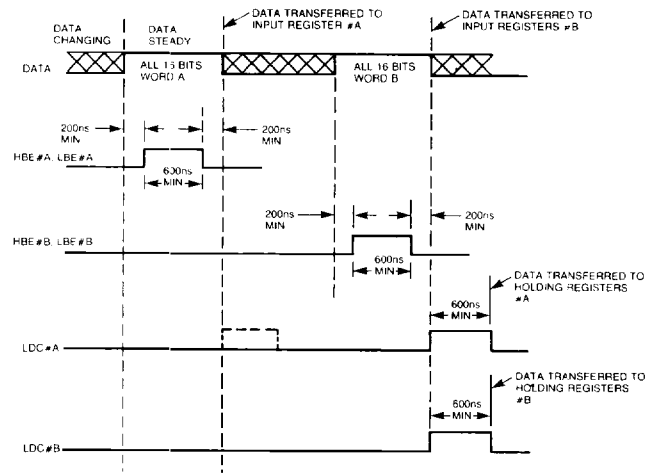 DATA TRANSFERRED TO
INPUT REGISTER #A
DATA TRANSFERRED TO
INPUT REGISTERS #B
DATA
CHANGING
DATA
STEADY
DATA
ALL 16 BITS
WORD A
ALL 16 BITS
WORD B
200ns
MIN
200ns
MIN
HBE#A, LBE#A
600ns
MIN
200ns
MIN
200ns
MIN
HBE#B, LBE#B
600ns
MIN
DATA TRANSFERRED TO
HOLDING REGISTERS
#A
600ns
MIN
LDC#A
DATA TRANSFERRED TO
HOLDING REGISTERS
#B
600ns
MIN
LDC#B